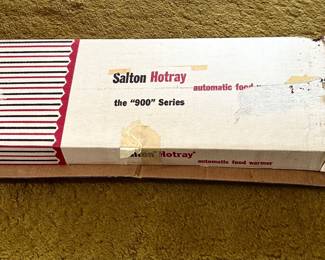 Salton Hotray
automatic food
the "900" Series
Hotray
automatic food warmer